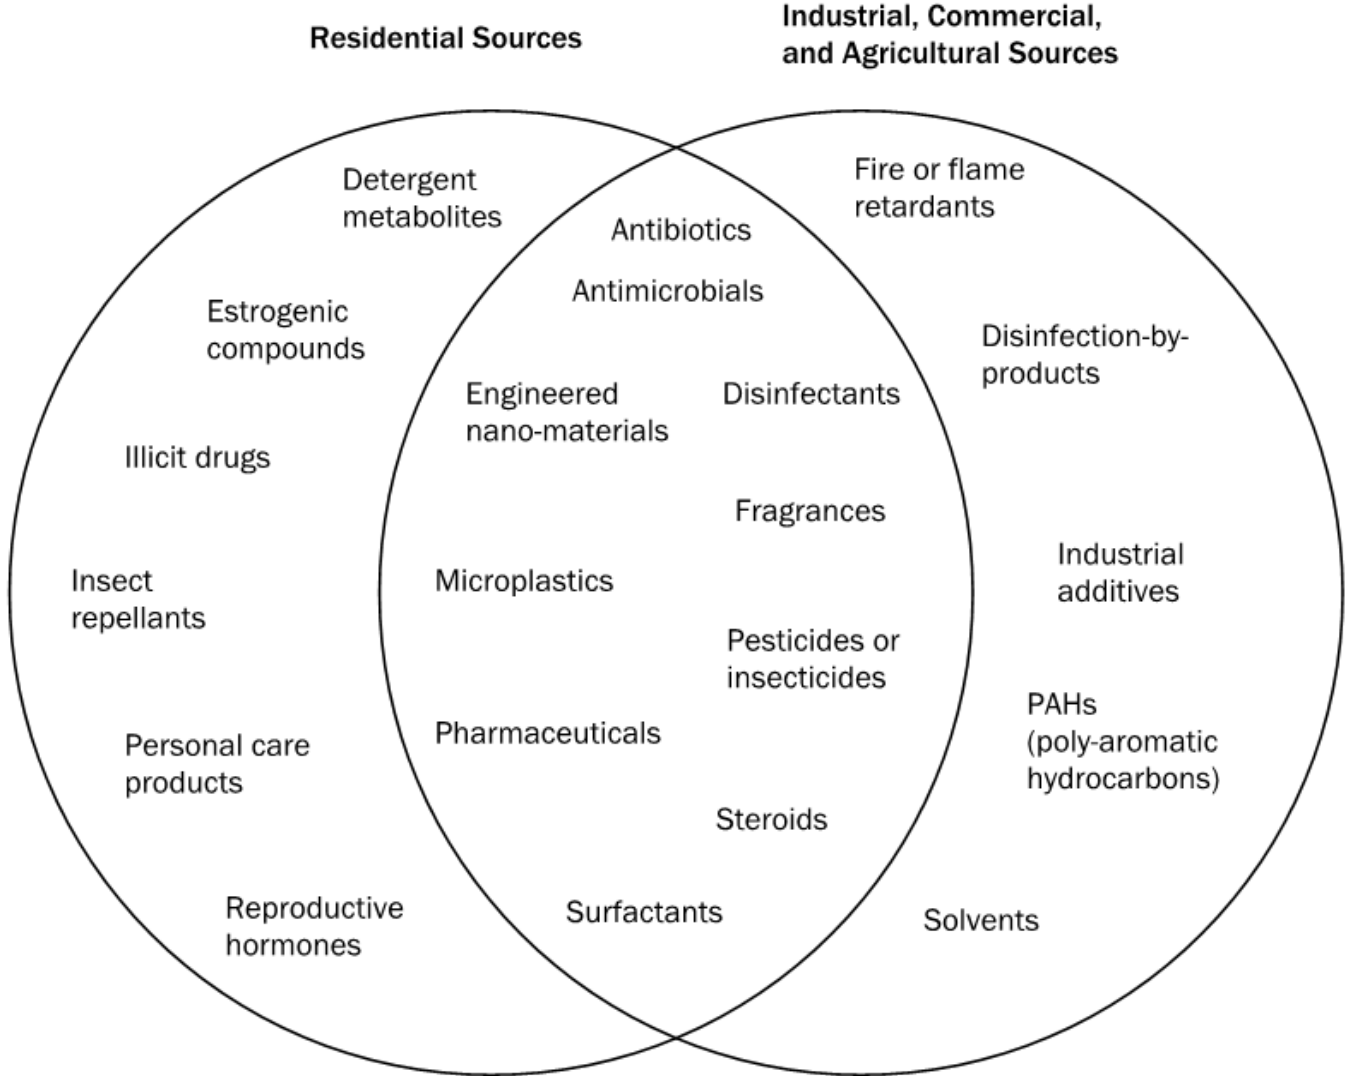 Residential Sources
Industrial, Commercial,
and Agricultural Sources
Detergent
metabolites
Estrogenic
compounds
Illicit drugs
Insect
repellants
Personal care
products
Reproductive
hormones
Antibiotics
Antimicrobials
Engineered
nano-materials
Disinfectants
Fragrances
Microplastics
Pesticides or
insecticides
Pharmaceuticals
Steroids
Surfactants
Fire or flame
retardants
Disinfection-by-
products
Industrial
additives
PAHs
(poly-aromatic
hydrocarbons)
Solvents